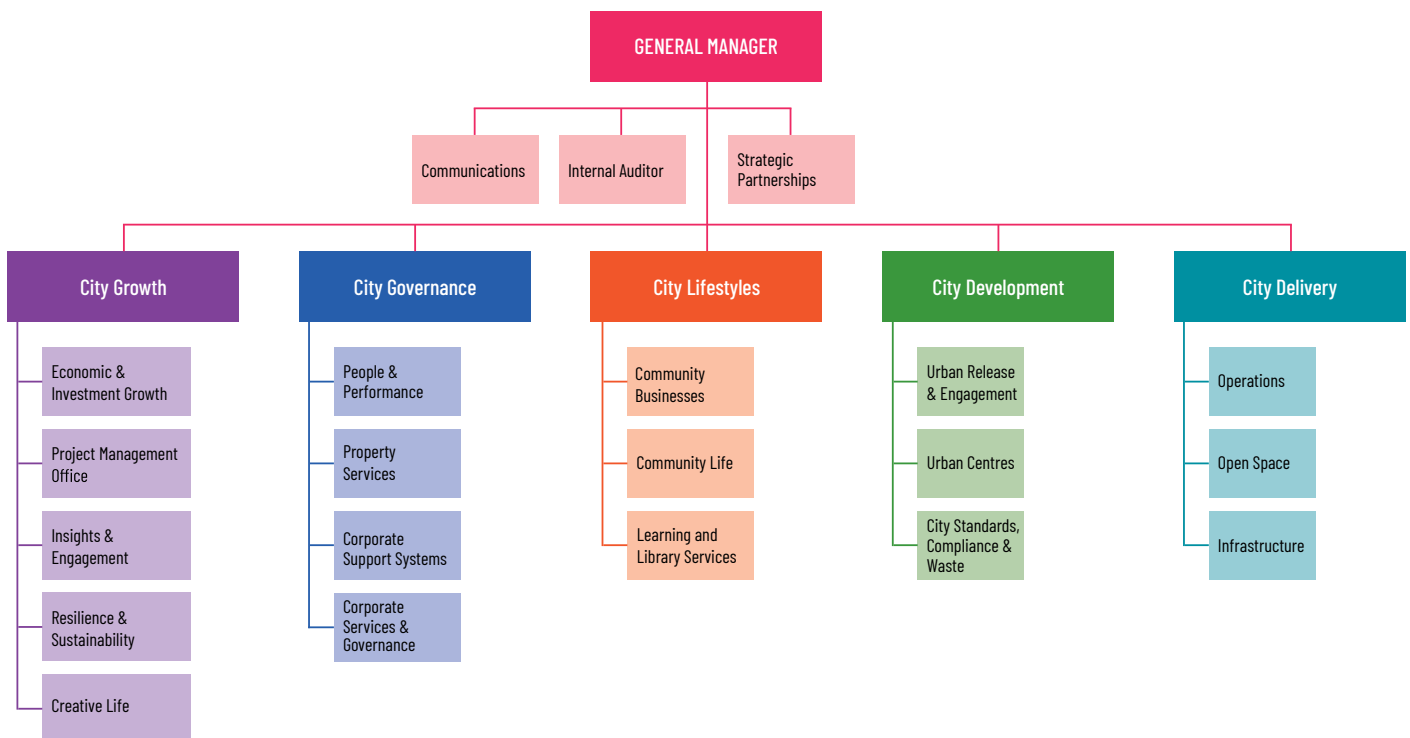 GENERAL MANAGER
Communications
Internal Auditor
Strategic
Partnerships
City Growth
City Governance
City Lifestyles
City Development
City Delivery
Economic &
Investment Growth
Project Management
Office
Insights &
Engagement
Resilience &
Sustainability
Creative Life
People &
Performance
Property
Services
Corporate
Support Systems
Corporate
Services &
Governance
Community
Businesses
Community Life
Learning and
Library Services
Urban Release
& Engagement
Urban Centres
City Standards,
Compliance &
Waste
Operations
Open Space
Infrastructure